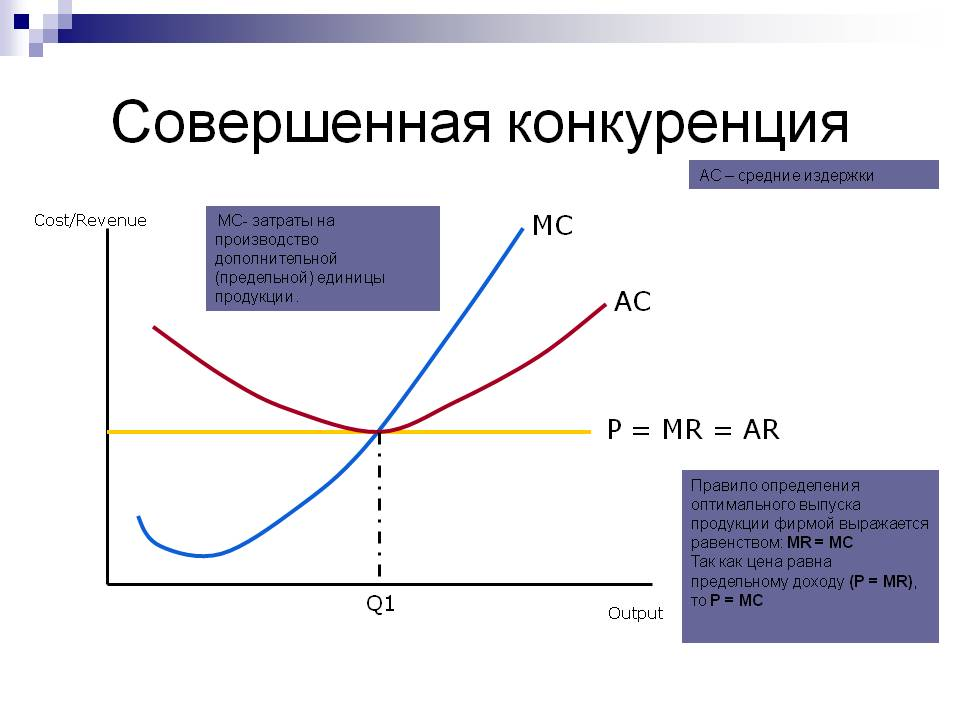 Совершенная конкуренция
АС – средние издержки
Cost/Revenue
МС- затраты на
производство
дополнительной
(предельной) единицы
продукции.
MC
AC
P = MR = AR
Правило определения
оптимального выпуска
продукции фирмой выражается
равенством: MR = MC
Так как цена равна
предельному доходу (P = MR),
то P = MC
Q1
Output